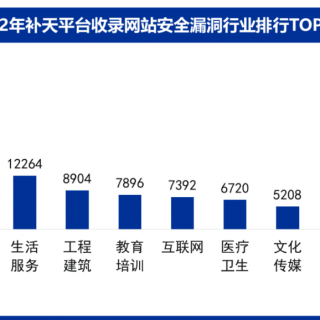 2年补天平台收录网站安全漏洞行业排行TOP
12264
8904
7896
7392
6720
5208
生活
服务
工程
建筑
教育
培训
互联网
医疗
卫生
文化
传媒